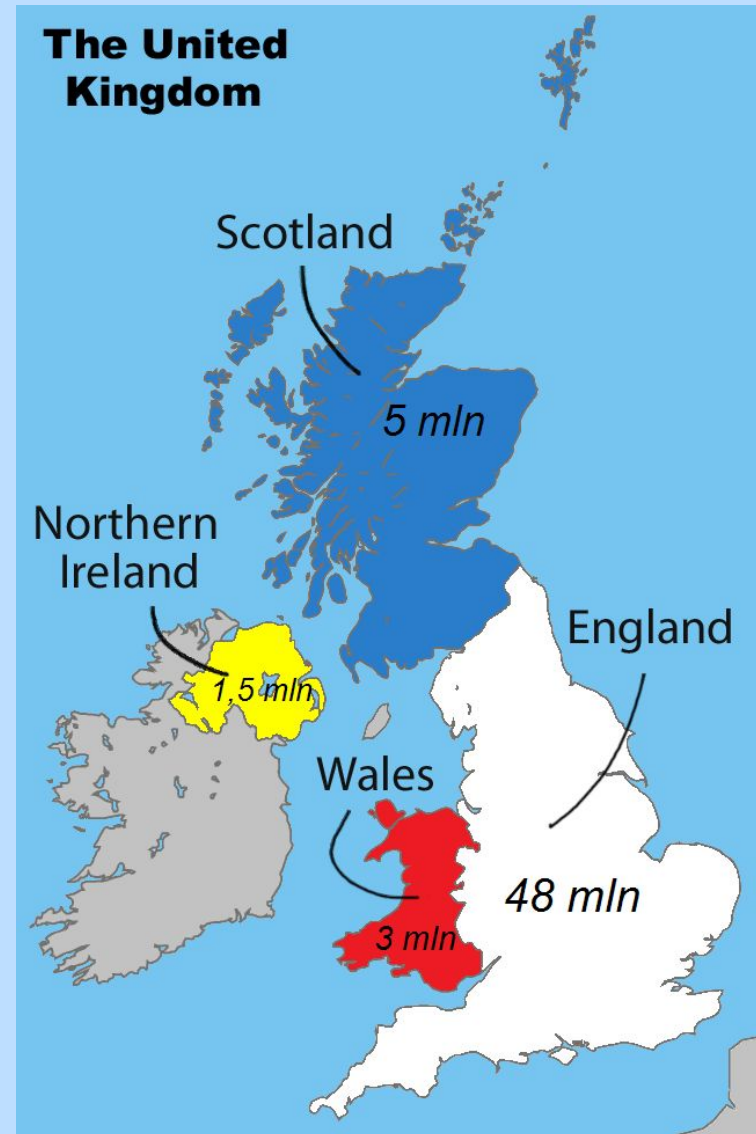 The United
Kingdom
Scotland
5 mln
Northern
Ireland
1,5 mln
England
Wales
48 mln
3 mln